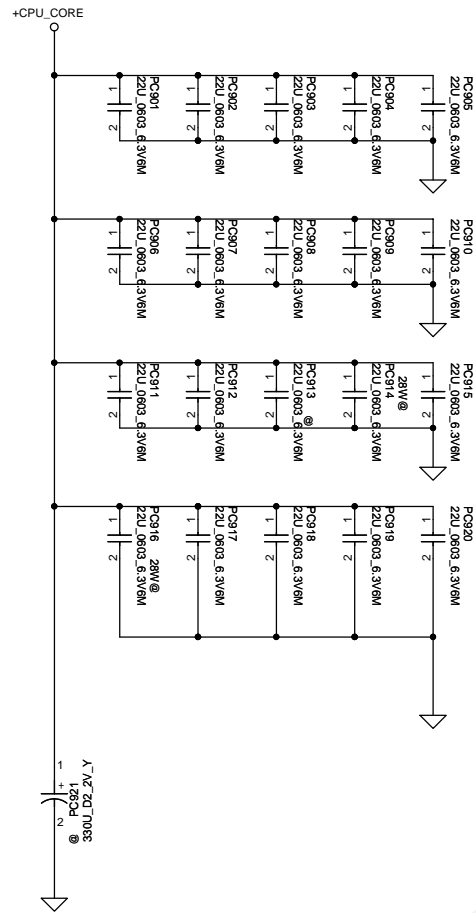 +CPU_CORE
1
2
PC901
22U_0603_6.3V6M
1
2
PC902
22U_0603_6.3V6M
1
2
PC903
22U_0603_6.3V6M
1
2
PC904
22U_0603_6.3V6M
1
2
PC905
22U_0603_6.3V6M
1
2
PC906
22U_0603_6.3V6M
1
2
PC907
22U_0603_6.3V6M
1
2
PC908
22U_0603_6.3V6M
1
2
PC909
22U_0603_6.3V6M
1
2
PC910
22U_0603_6.3V6M
1
2
PC911
22U_0603_6.3V6M
1
2
PC912
22U_0603_6.3V6M
1
2
PC913
22U_0603_6.3V6M
@
1
2
PC914
22U_0603_6.3V6M
28W@
1
2
PC915
22U_0603_6.3V6M
1
2
PC916
22U_0603_6.3V6M
28W@
1
2
PC917
22U_0603_6.3V6M
1
2
PC918
22U_0603_6.3V6M
1
2
PC919
22U_0603_6.3V6M
1
2
PC920
22U_0603_6.3V6M
1
+
2
@ PC921
330U_D2_2V_Y